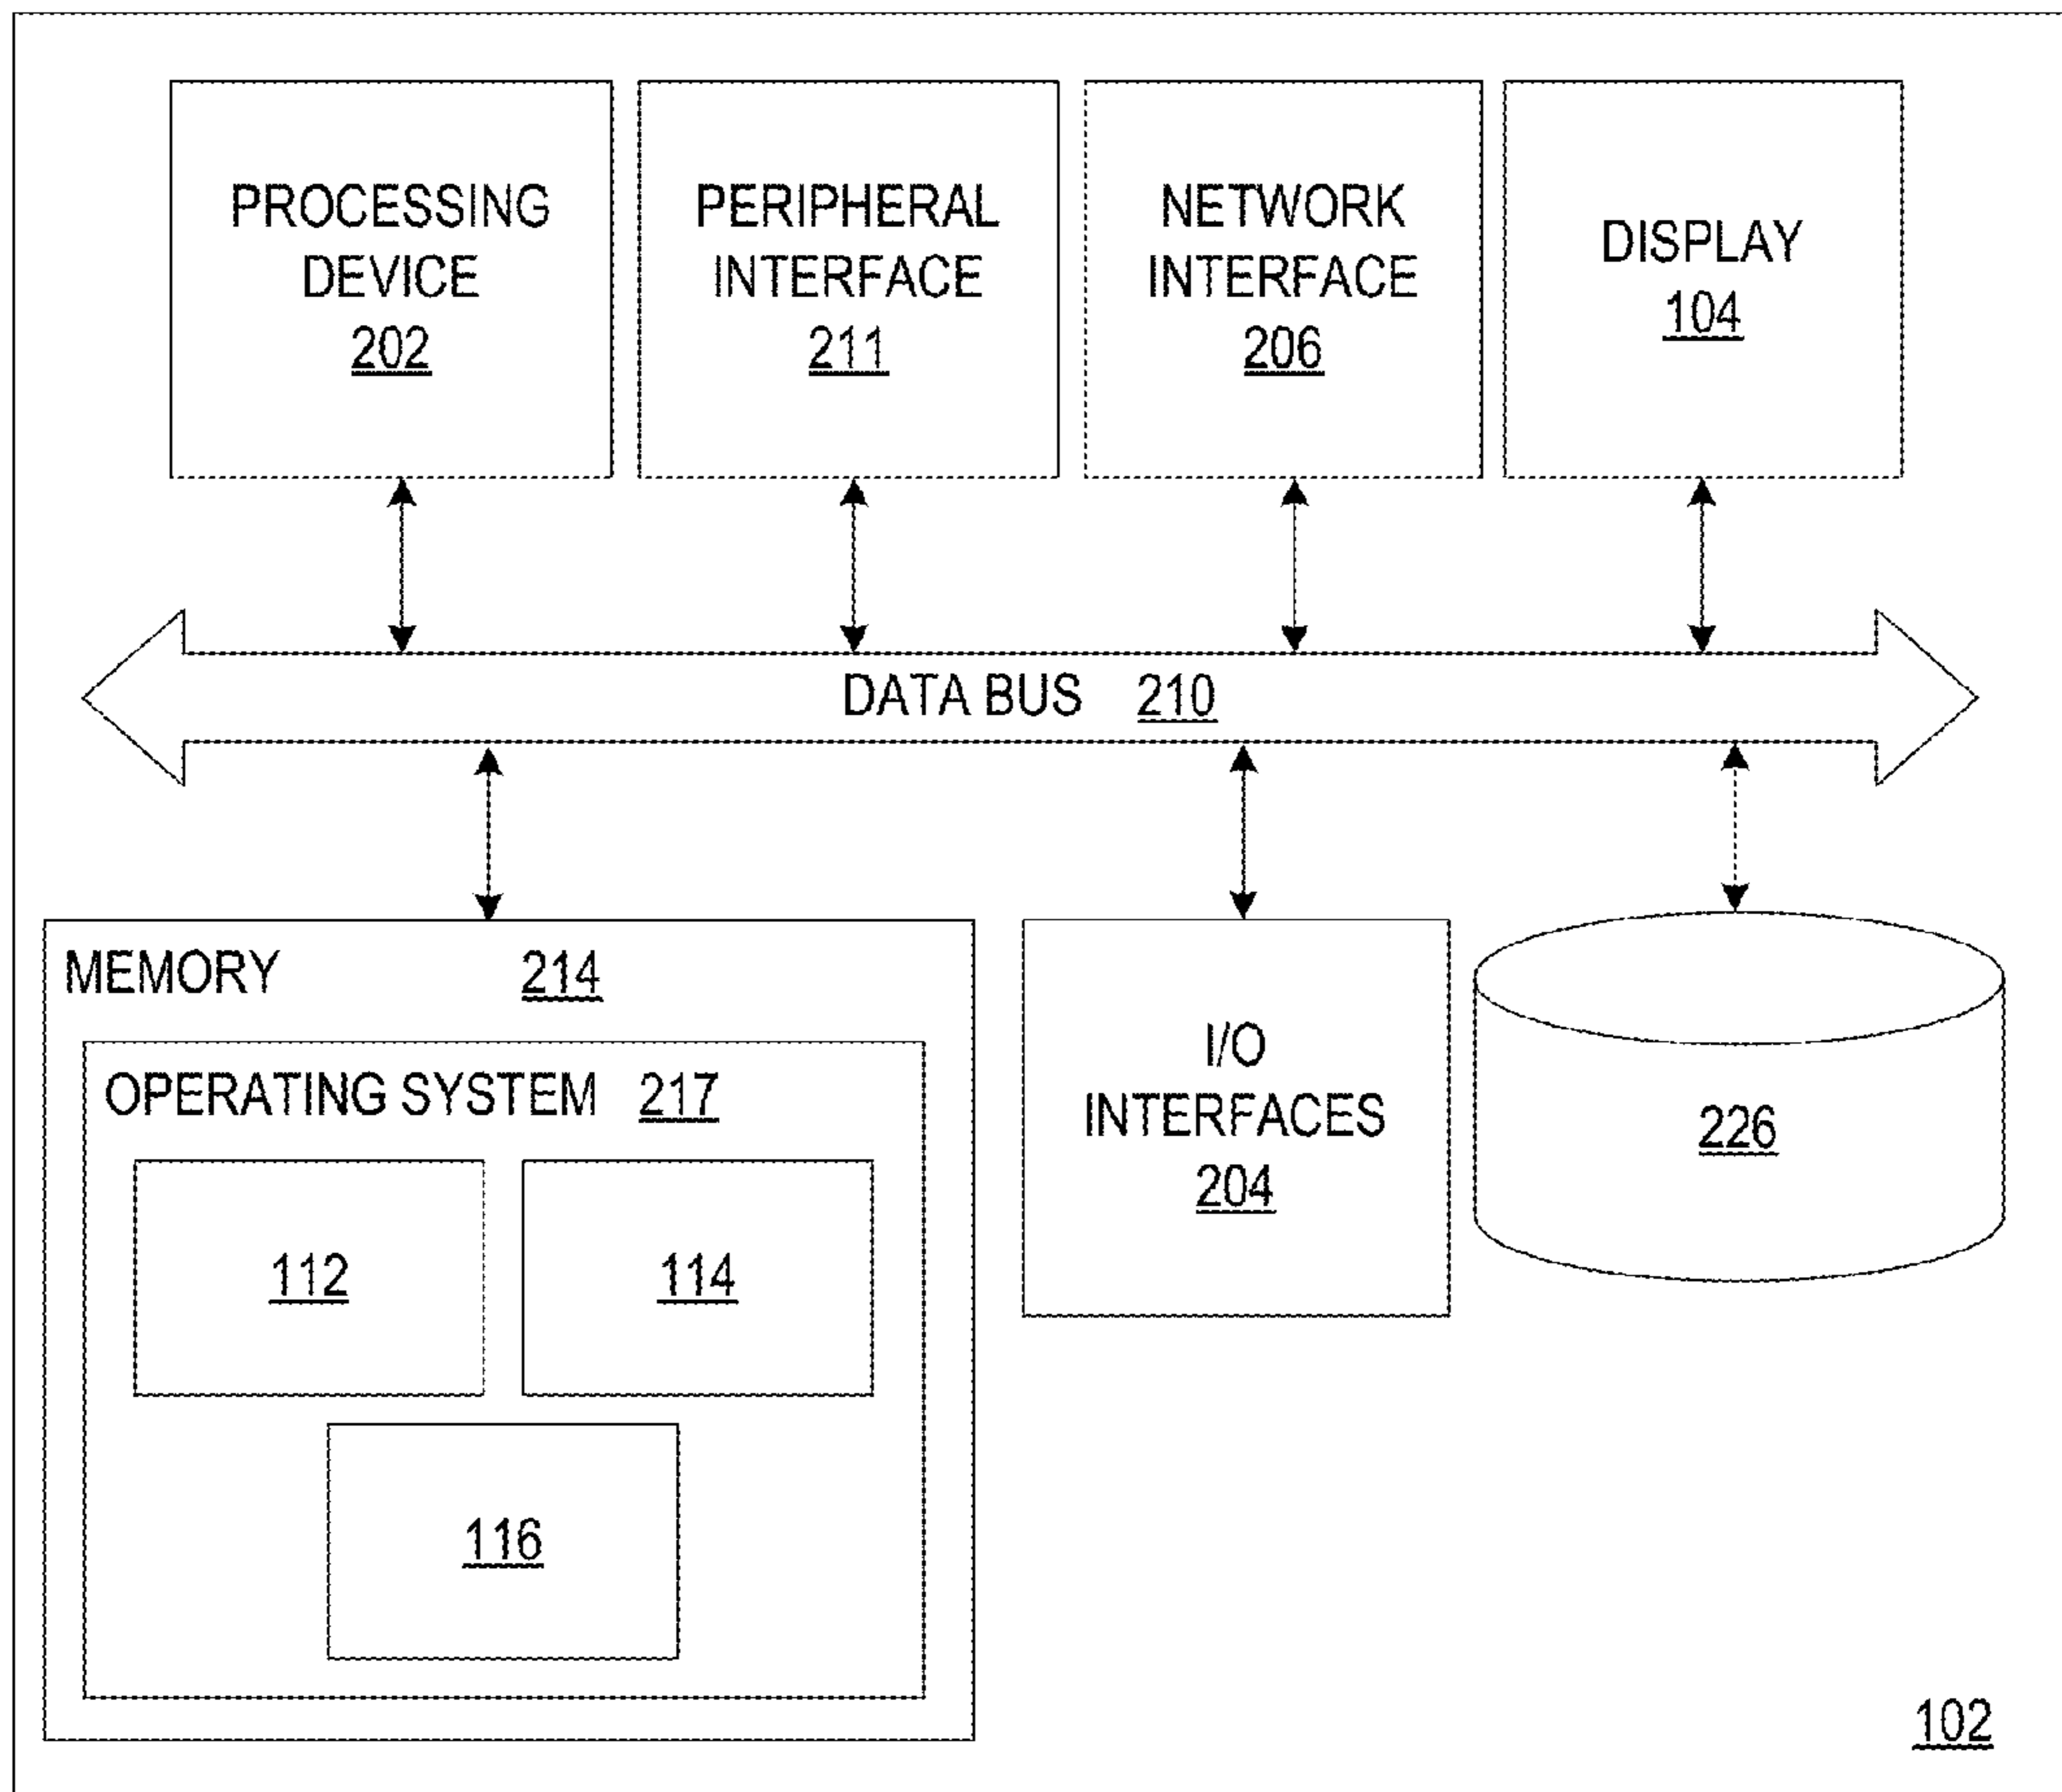 PROCESSING
DEVICE
202
PERIPHERAL
INTERFACE
211
NETWORK
INTERFACE
206
DISPLAY
104
DATA BUS 210
MEMORY 214
OPERATING SYSTEM 217
112
114
116
I/O
INTERFACES
204
226
102